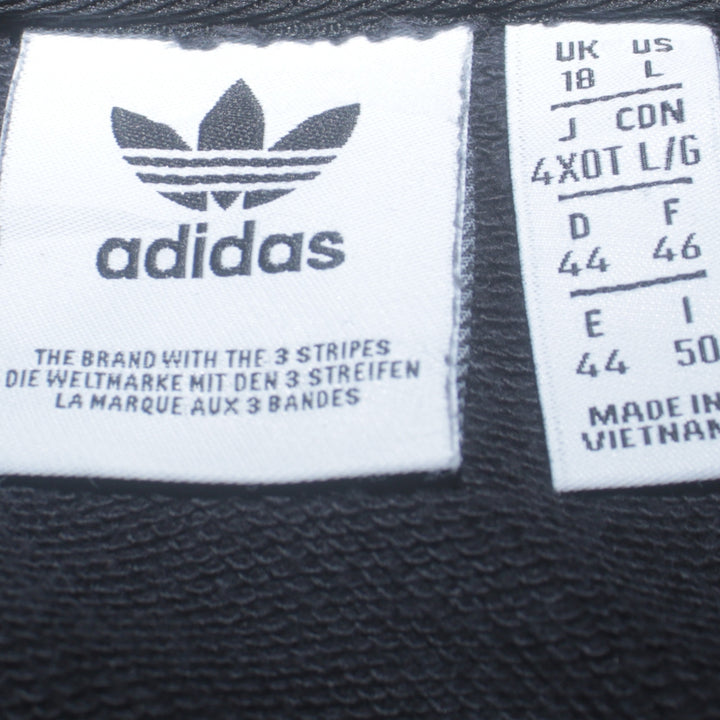 adidas
THE BRAND WITH THE 3 STRIPES
DIE WELTMARKE MIT DEN 3 STREIFEN
LA MARQUE AUX 3 BANDES
UK US
18 L
J CDN
4XOT L/G
D F
44 46
E I
44 50
MADE IN
VIETNAM